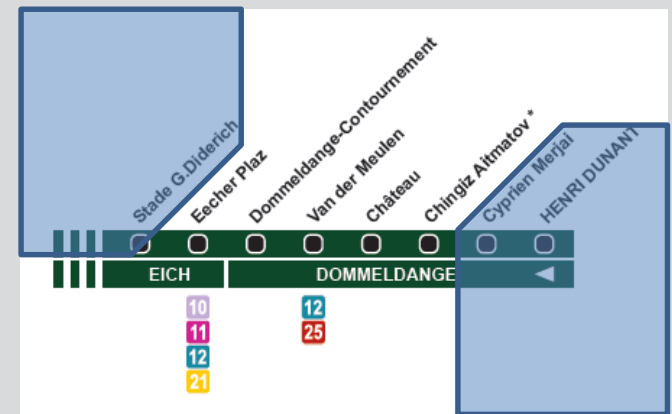 Stade G.Diderich
Eecher Plaz
Dommeldange-Contournement
Van der Meulen
Château
Chingiz Aitmatov *
Cyprien Merjai
HENRI DUNANT
EICH
DOMMELDANGE
10
11
12
21
12
25